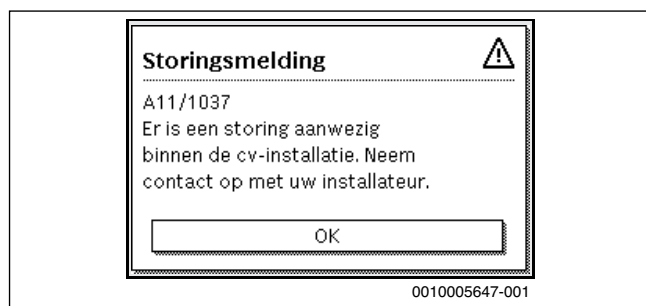 Storingsmelding
A11/1037
Er is een storing aanwezig
binnen de cv-installatie. Neem
contact op met uw installateur.
OK
0010005647-001